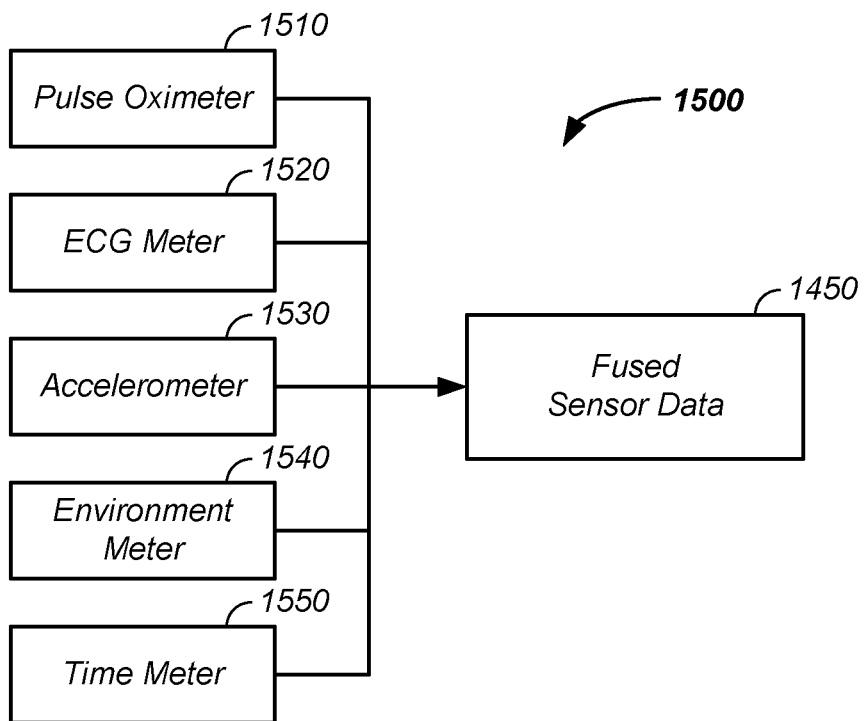 1510
Pulse Oximeter
1500
1520
ECG Meter
1530
Accelerometer
1450
Fused
Sensor Data
1540
Environment
Meter
1550
Time Meter